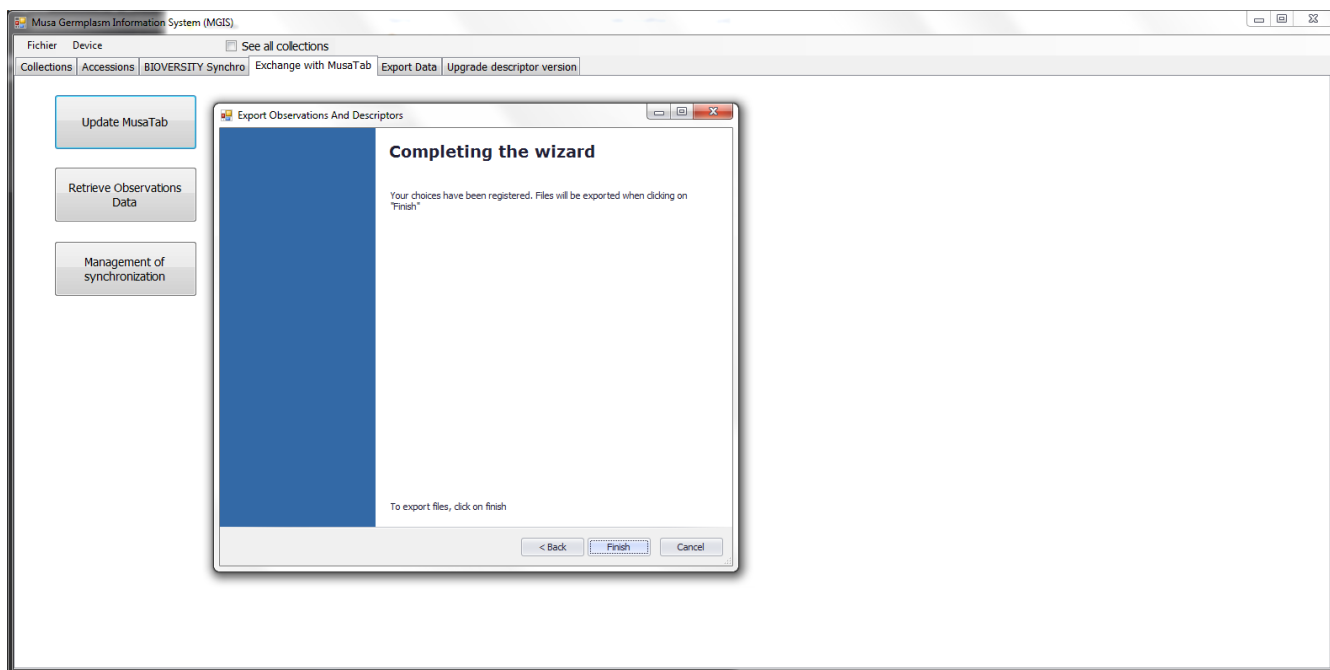 Musa Germplasm Information System (MGIS)
Fichier Device See all collections
Collections Accessions BIOVERSITY Synchro Exchange with MusaTab Export Data Upgrade descriptor version
Update MusaTab
Retrieve Observations
Data
Management of
synchronization
Export Observations And Descriptors
Completing the wizard
Your choices have been registered. Files will be exported when clicking on
"Finish"
To export files, click on finish
< Back Finish Cancel